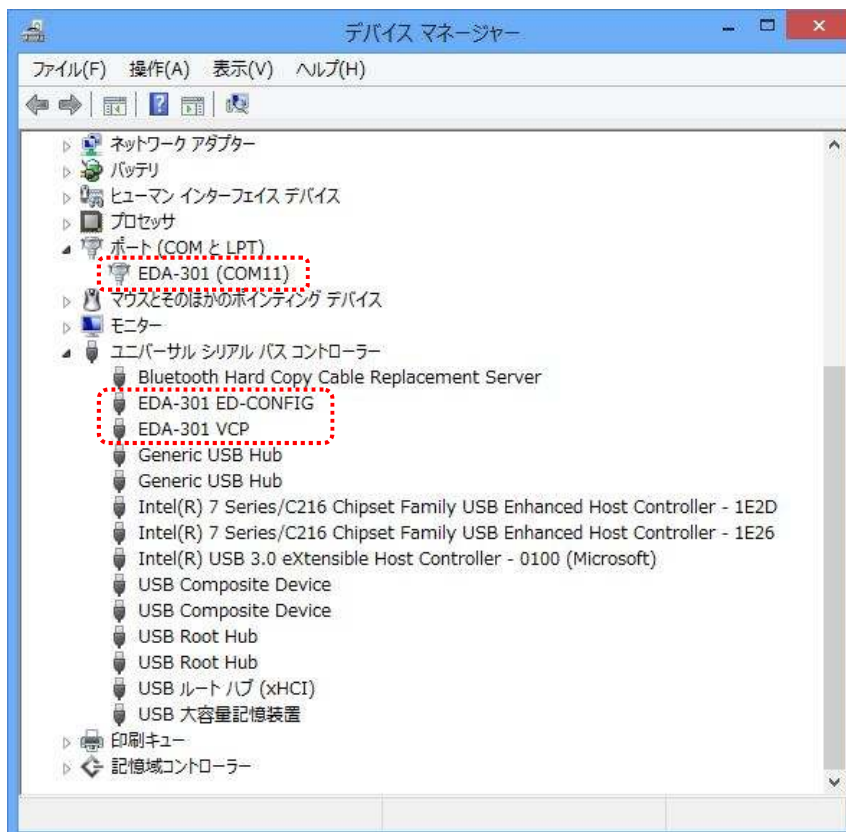 デバイス マネージャー
ファイル(F) 操作(A) 表示(V) ヘルプ(H)
ネットワーク アダプター
バッテリ
ヒューマン インターフェイス デバイス
プロセッサ
ポート (COM と LPT)
EDA-301 (COM11)
マウスとそのほかのポインティング デバイス
モニター
ユニバーサル シリアル バス コントローラー
Bluetooth Hard Copy Cable Replacement Server
EDA-301 ED-CONFIG
EDA-301 VCP
Generic USB Hub
Generic USB Hub
Intel(R) 7 Series/C216 Chipset Family USB Enhanced Host Controller - 1E2D
Intel(R) 7 Series/C216 Chipset Family USB Enhanced Host Controller - 1E26
Intel(R) USB 3.0 eXtensible Host Controller - 0100 (Microsoft)
USB Composite Device
USB Composite Device
USB Root Hub
USB Root Hub
USB ルート ハブ (xHCI)
USB 大容量記憶装置
印刷キュー
記憶域コントローラー